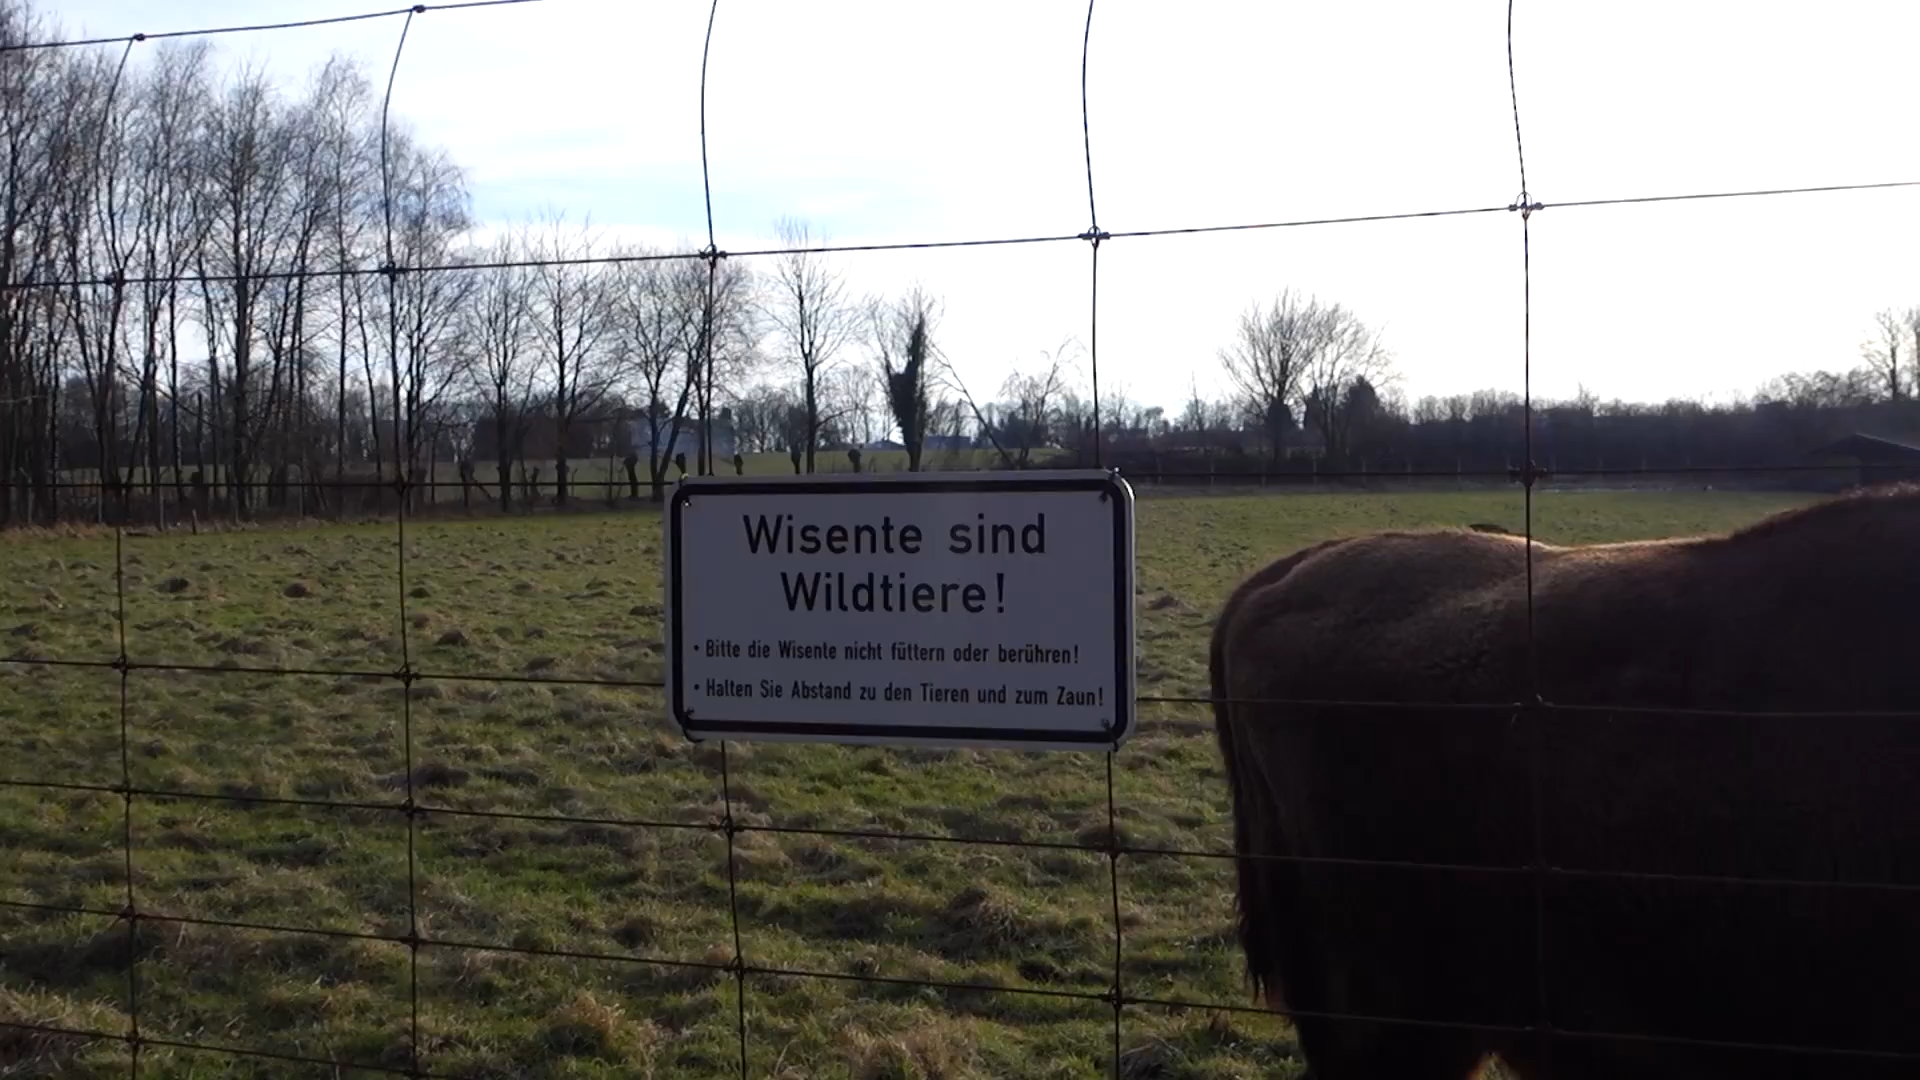 Wisente sind
Wildtiere!
• Bitte die Wisente nicht füttern oder berühren!
• Halten Sie Abstand zu den Tieren und zum Zaun!